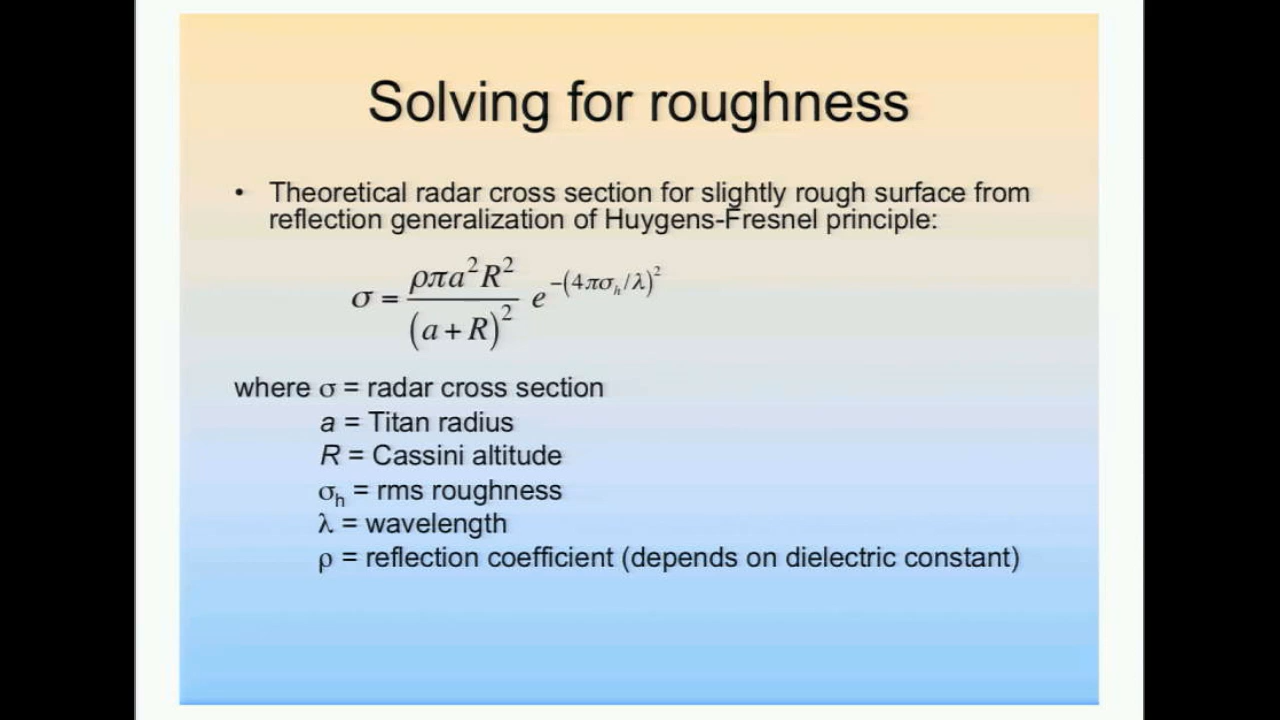 Solving for roughness
• Theoretical radar cross section for slightly rough surface from
reflection generalization of Huygens-Fresnel principle:
σ = ρπa²R² / (a + R)² e^−(4πσₕ/λ)²
where σ = radar cross section
a = Titan radius
R = Cassini altitude
σₕ = rms roughness
λ = wavelength
ρ = reflection coefficient (depends on dielectric constant)